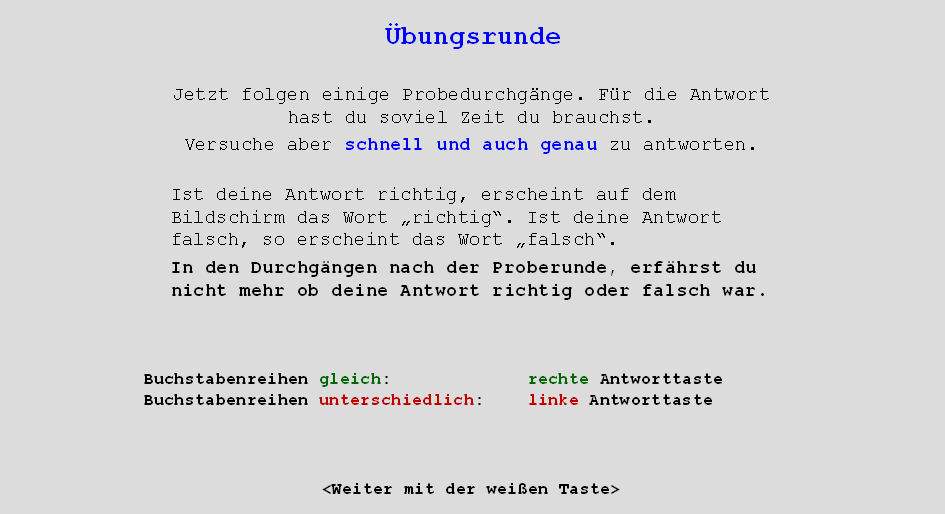 Übungsrunde
Jetzt folgen einige Probedurchgänge. Für die Antwort
hast du soviel Zeit du brauchst.
Versuche aber schnell und auch genau zu antworten.
Ist deine Antwort richtig, erscheint auf dem
Bildschirm das Wort „richtig“. Ist deine Antwort
falsch, so erscheint das Wort „falsch“.
In den Durchgängen nach der Proberunde, erfährst du
nicht mehr ob deine Antwort richtig oder falsch war.
Buchstabenreihen gleich: rechte Antworttaste
Buchstabenreihen unterschiedlich: linke Antworttaste
<Weiter mit der weißen Taste>